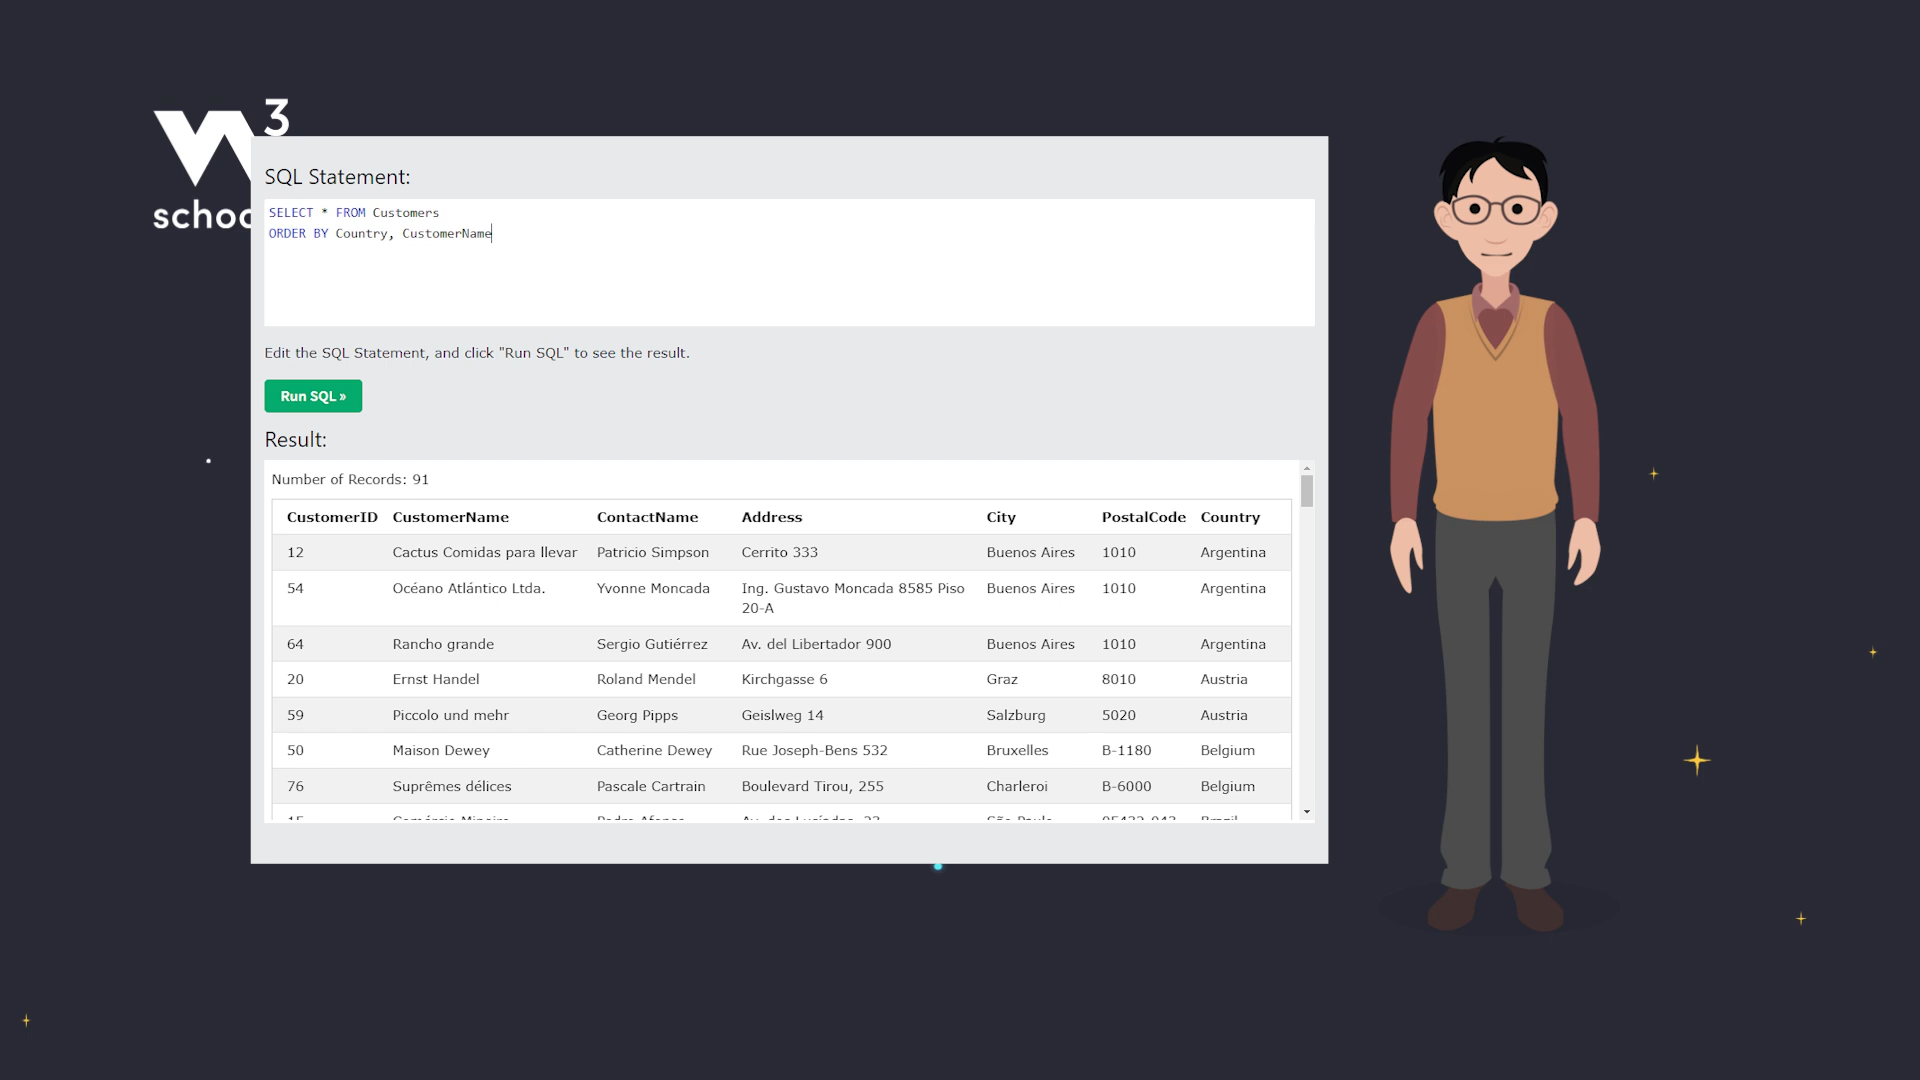 W3
schoo
SQL Statement:
SELECT * FROM Customers
ORDER BY Country, CustomerName
Edit the SQL Statement, and click "Run SQL" to see the result.
Run SQL »
Result:
Number of Records: 91
CustomerID CustomerName ContactName Address City PostalCode Country
12 Cactus Comidas para llevar Patricio Simpson Cerrito 333 Buenos Aires 1010 Argentina
54 Océano Atlántico Ltda. Yvonne Moncada Ing. Gustavo Moncada 8585 Piso 20-A Buenos Aires 1010 Argentina
64 Rancho grande Sergio Gutiérrez Av. del Libertador 900 Buenos Aires 1010 Argentina
20 Ernst Handel Roland Mendel Kirchgasse 6 Graz 8010 Austria
59 Piccolo und mehr Georg Pipps Geislweg 14 Salzburg 5020 Austria
50 Maison Dewey Catherine Dewey Rue Joseph-Bens 532 Bruxelles B-1180 Belgium
76 Suprêmes délices Pascale Cartrain Boulevard Tirou, 255 Charleroi B-6000 Belgium